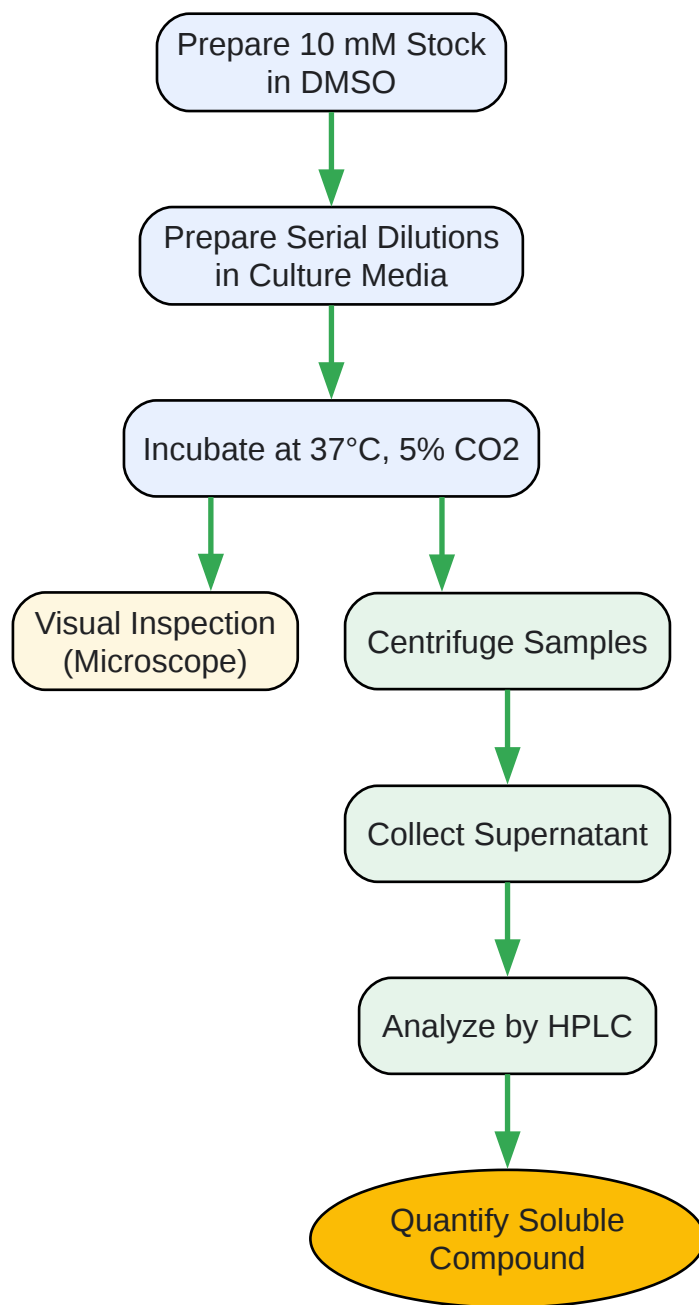 Prepare 10 mM Stock
in DMSO
Prepare Serial Dilutions
in Culture Media
Incubate at 37°C, 5% CO2
Visual Inspection
(Microscope)
Centrifuge Samples
Collect Supernatant
Analyze by HPLC
Quantify Soluble
Compound